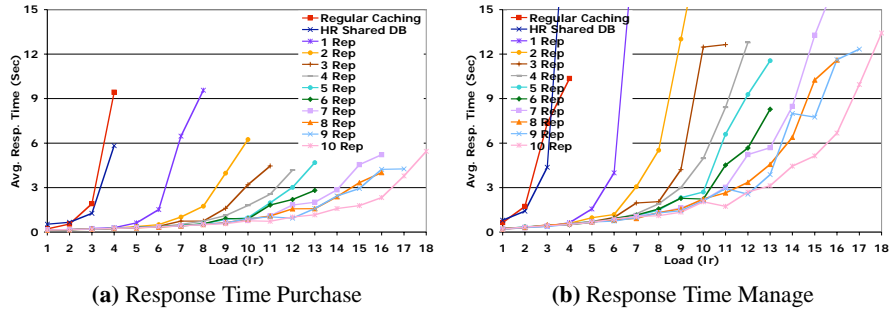 15
12
9
6
3
0
Avg. Resp. Time (Sec)
Regular Caching
HR Shared DB
1 Rep
2 Rep
3 Rep
4 Rep
5 Rep
6 Rep
7 Rep
8 Rep
9 Rep
10 Rep
1 2 3 4 5 6 7 8 9 10 11 12 13 14 15 16 17 18
Load (Ir)
(a) Response Time Purchase
15
12
9
6
3
0
Avg. Resp. Time (Sec)
Regular Caching
HR Shared DB
1 Rep
2 Rep
3 Rep
4 Rep
5 Rep
6 Rep
7 Rep
8 Rep
9 Rep
10 Rep
1 2 3 4 5 6 7 8 9 10 11 12 13 14 15 16 17 18
Load (Ir)
(b) Response Time Manage